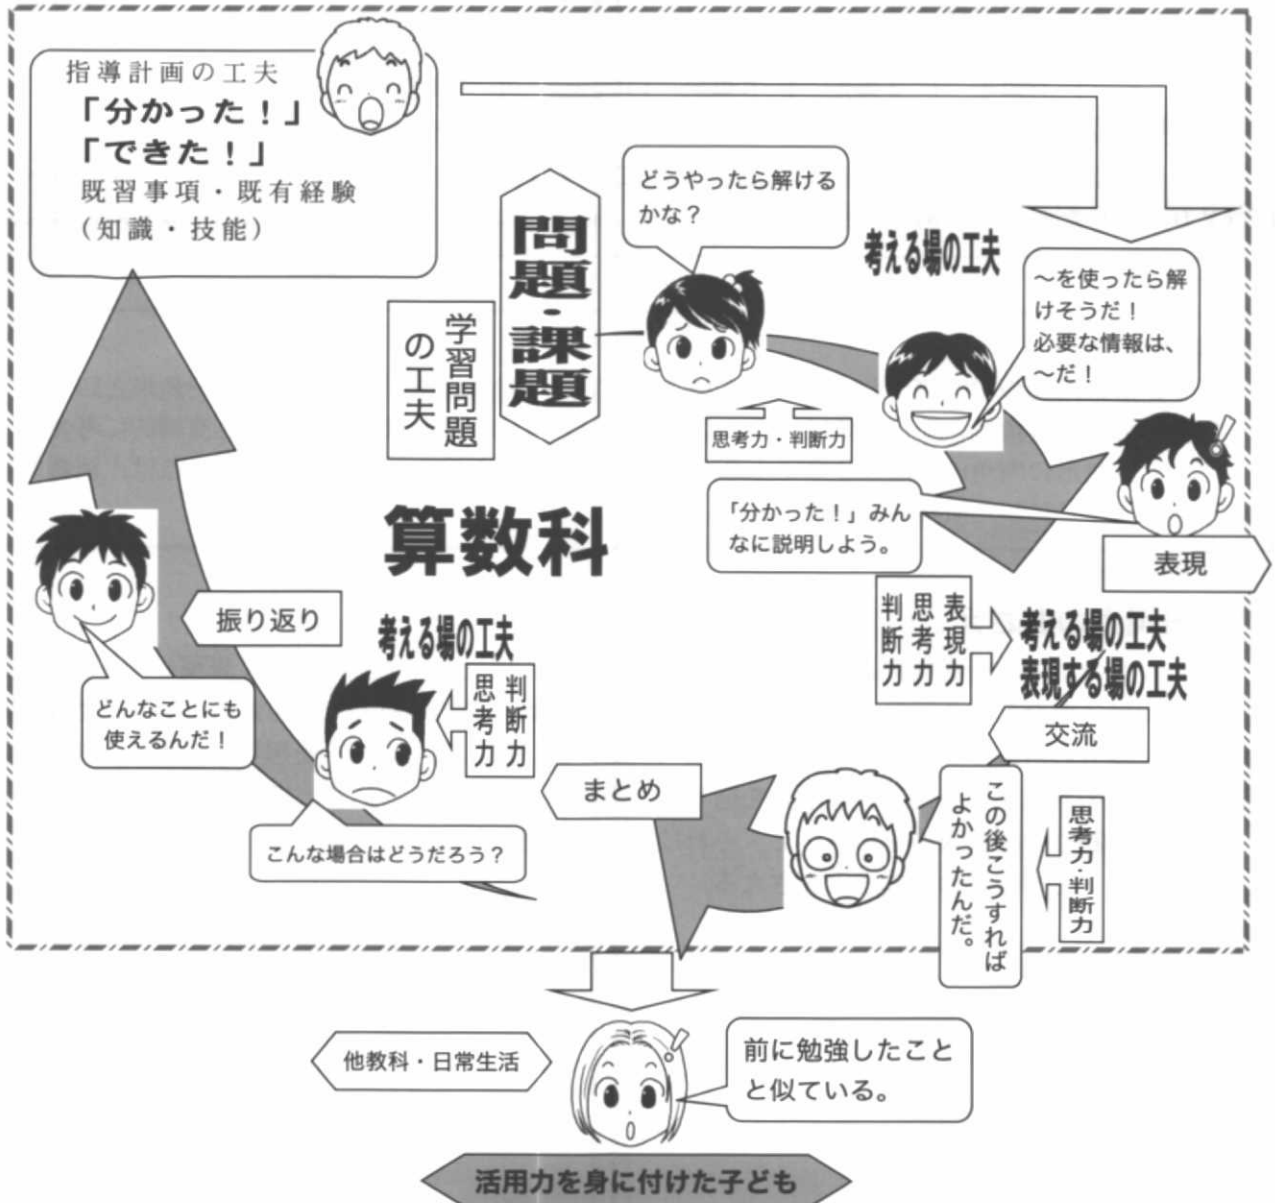 指導計画の工夫
「分かった！」
「できた！」
既習事項・既有経験
（知識・技能）
問題・課題
学習問題
の工夫
どうやったら解ける
かな？
考える場の工夫
～を使ったら解
けそうだ！
必要な情報は、
～だ！
思考力・判断力
「分かった！」みん
なに説明しよう。
表現
算数科
表現力
思考力
判断力
考える場の工夫
表現する場の工夫
交流
この後こうすれば
よかったんだ。
思考力・判断力
まとめ
考える場の工夫
判断力
思考力
こんな場合はどうだろう？
振り返り
どんなことにも
使えるんだ！
他教科・日常生活
前に勉強したこと
と似ている。
活用力を身に付けた子ども